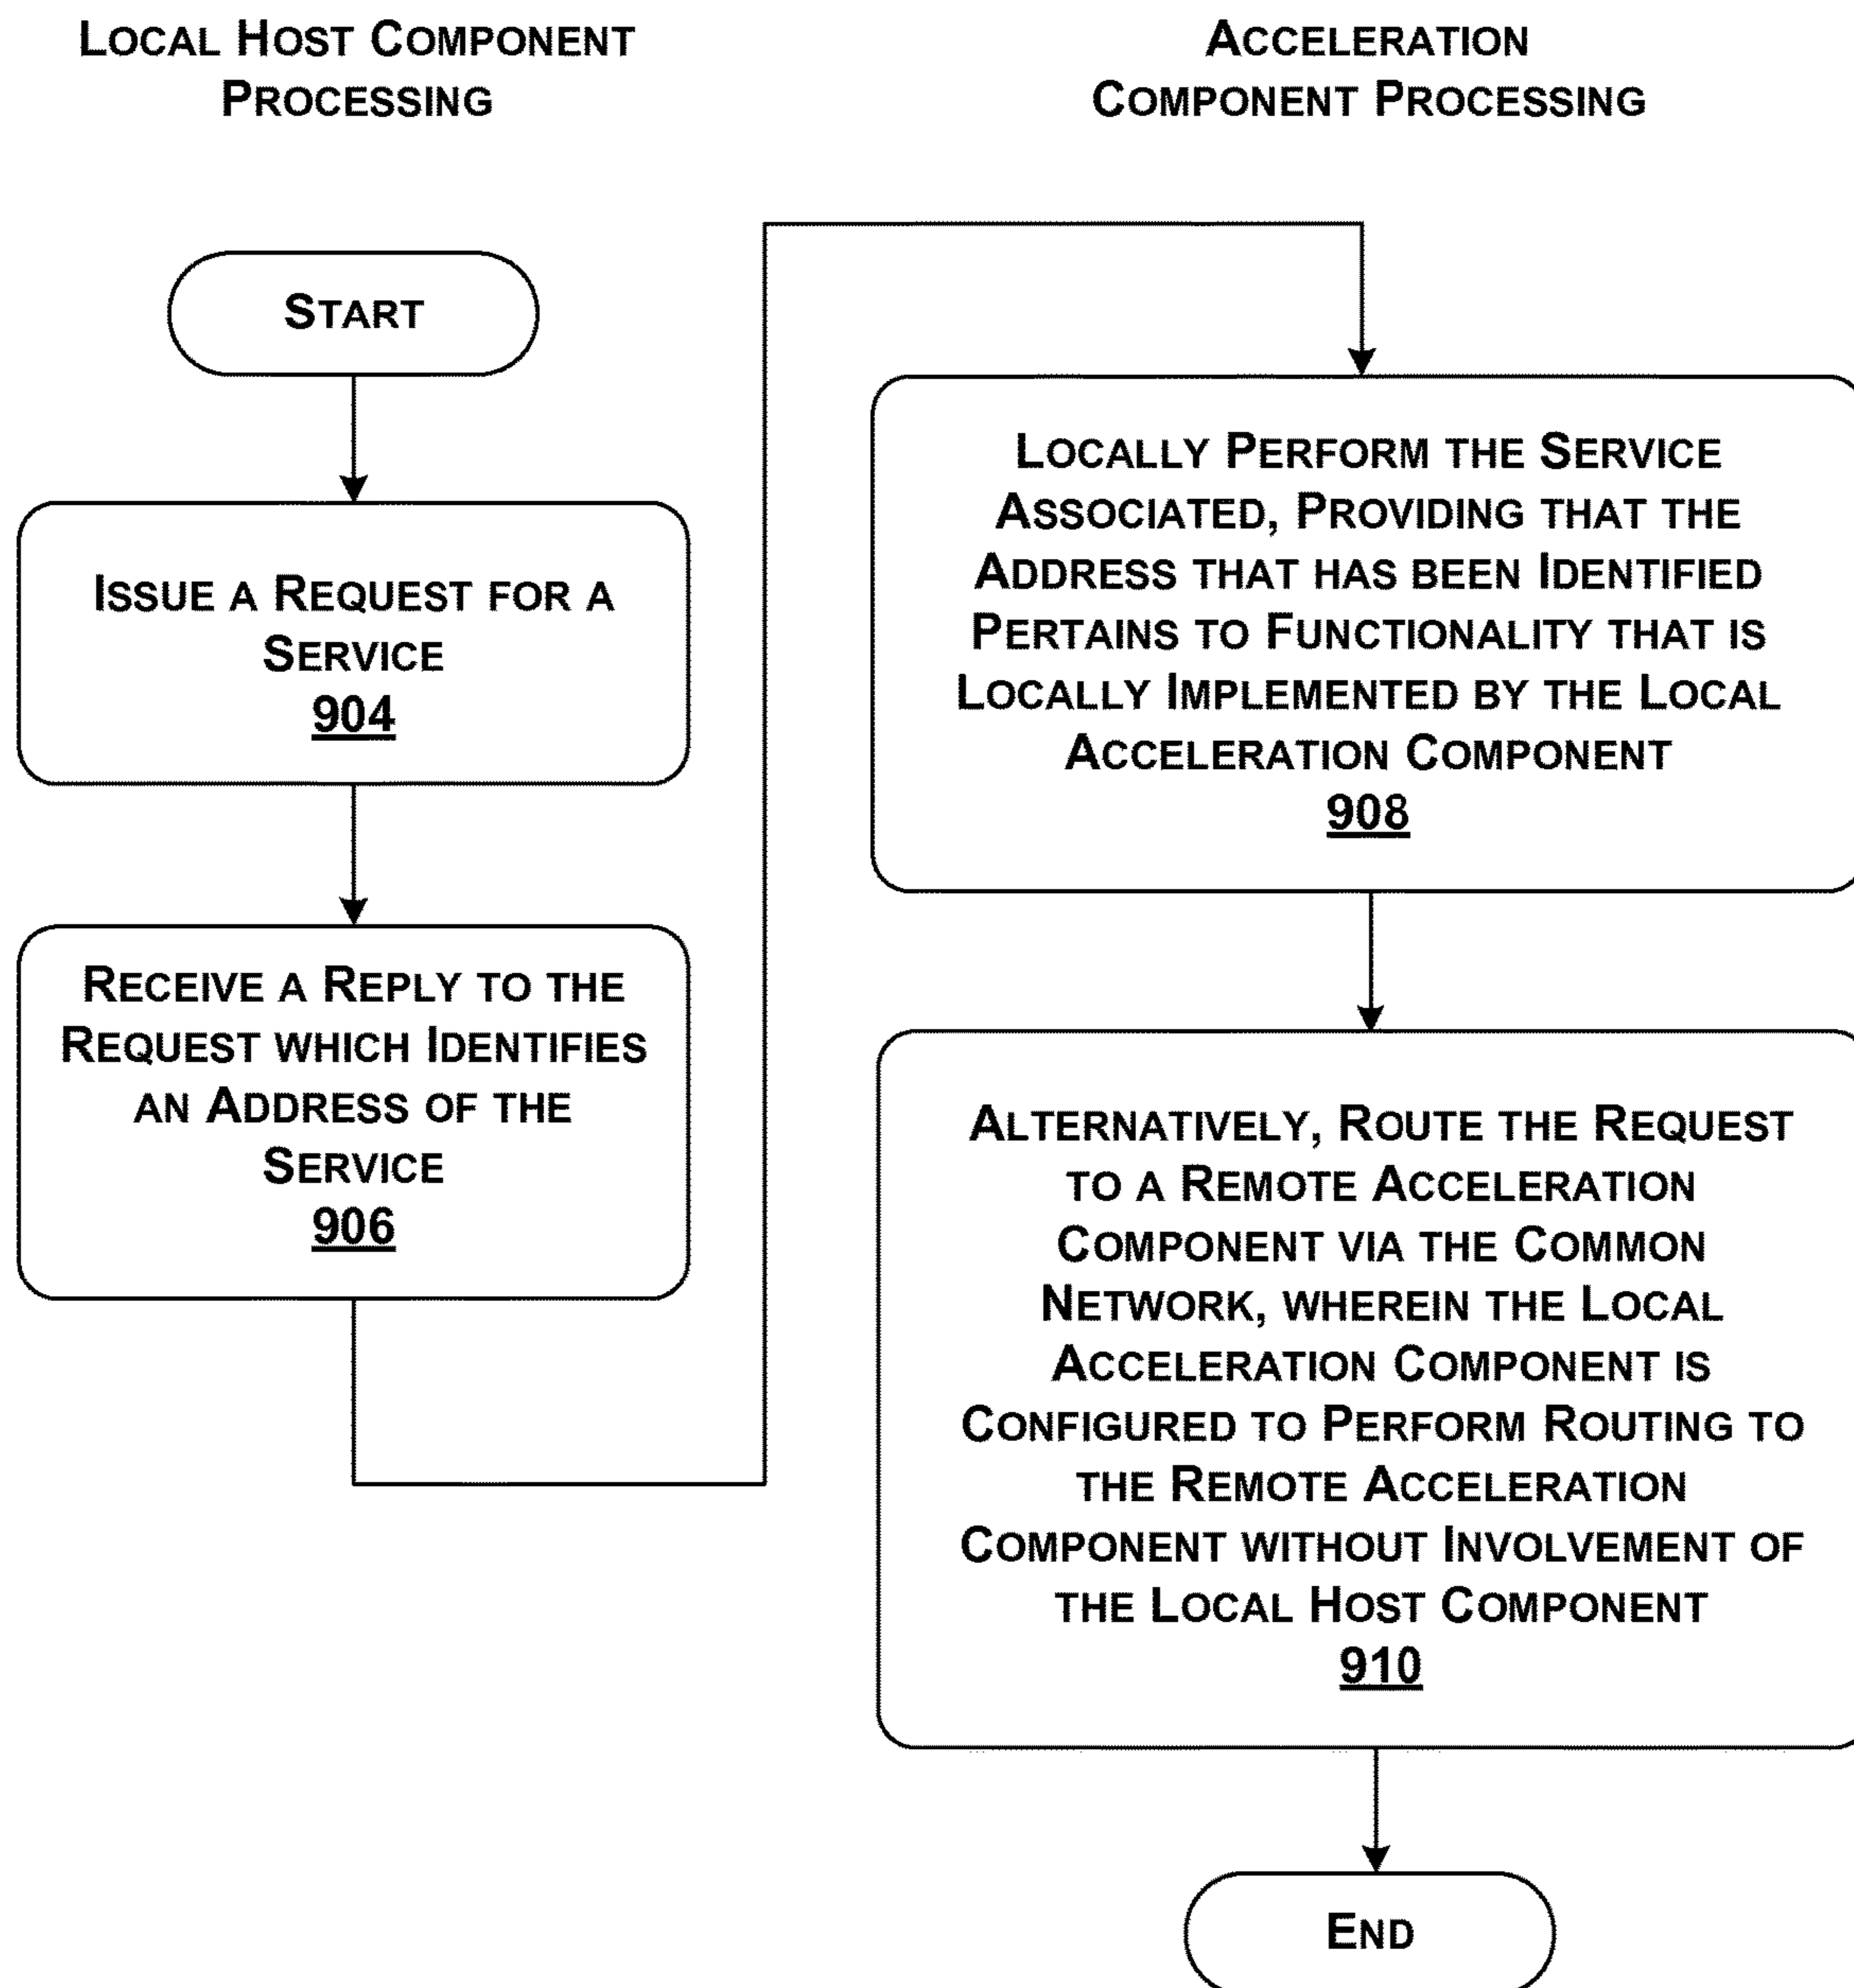 LOCAL HOST COMPONENT
PROCESSING
ACCELERATION
COMPONENT PROCESSING
START
ISSUE A REQUEST FOR A
SERVICE
904
RECEIVE A REPLY TO THE
REQUEST WHICH IDENTIFIES
AN ADDRESS OF THE
SERVICE
906
LOCALLY PERFORM THE SERVICE
ASSOCIATED, PROVIDING THAT THE
ADDRESS THAT HAS BEEN IDENTIFIED
PERTAINS TO FUNCTIONALITY THAT IS
LOCALLY IMPLEMENTED BY THE LOCAL
ACCELERATION COMPONENT
908
ALTERNATIVELY, ROUTE THE REQUEST
TO A REMOTE ACCELERATION
COMPONENT VIA THE COMMON
NETWORK, WHEREIN THE LOCAL
ACCELERATION COMPONENT IS
CONFIGURED TO PERFORM ROUTING TO
THE REMOTE ACCELERATION
COMPONENT WITHOUT INVOLVEMENT OF
THE LOCAL HOST COMPONENT
910
END